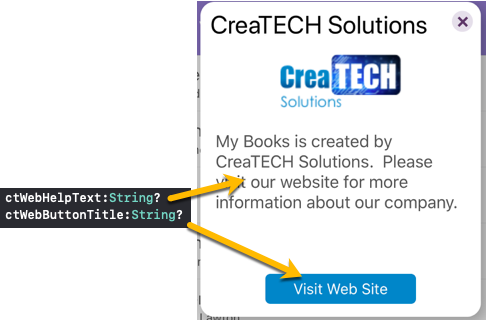 CreaTECH Solutions
CreaTECH
Solutions
My Books is created by
CreaTECH Solutions. Please
visit our website for more
information about our company.
ctWebHelpText:String?
ctWebButtonTitle:String?
Visit Web Site